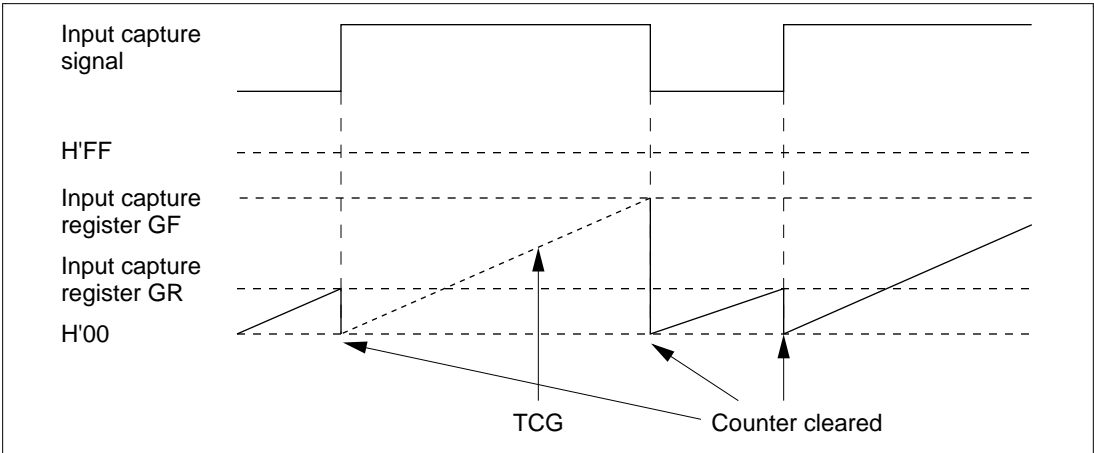 Input capture
signal
H'FF
Input capture
register GF
Input capture
register GR
H'00
TCG
Counter cleared